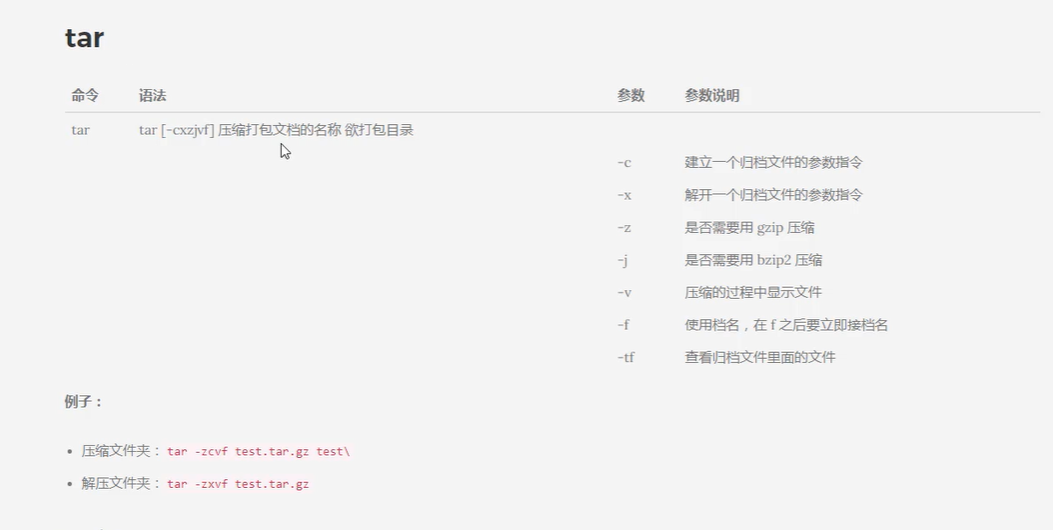 tar
命令 语法 参数 参数说明
tar tar [-cxzjvf] 压缩打包文档的名称 欲打包目录
-c 建立一个归档文件的参数指令
-x 解开一个归档文件的参数指令
-z 是否需要用 gzip 压缩
-j 是否需要用 bzip2 压缩
-v 压缩的过程中显示文件
-f 使用档名，在 f 之后要立即接档名
-tf 查看归档文件里面的文件
例子：
• 压缩文件夹： tar -zcvf test.tar.gz test\
• 解压文件夹： tar -zxvf test.tar.gz